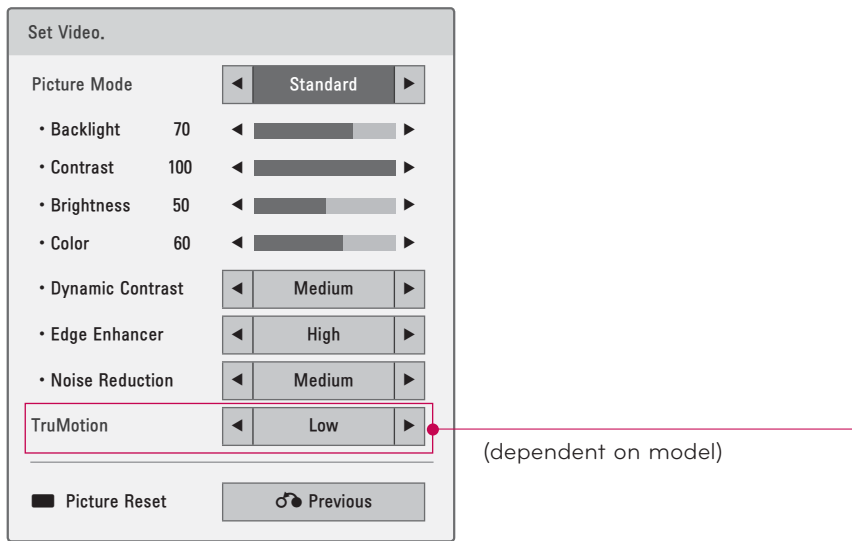 Set Video.
Picture Mode ◀ Standard ▶
• Backlight 70 ◀ ▶
• Contrast 100 ◀ ▶
• Brightness 50 ◀ ▶
• Color 60 ◀ ▶
• Dynamic Contrast ◀ Medium ▶
• Edge Enhancer ◀ High ▶
• Noise Reduction ◀ Medium ▶
TruMotion ◀ Low ▶
(dependent on model)
Picture Reset Previous